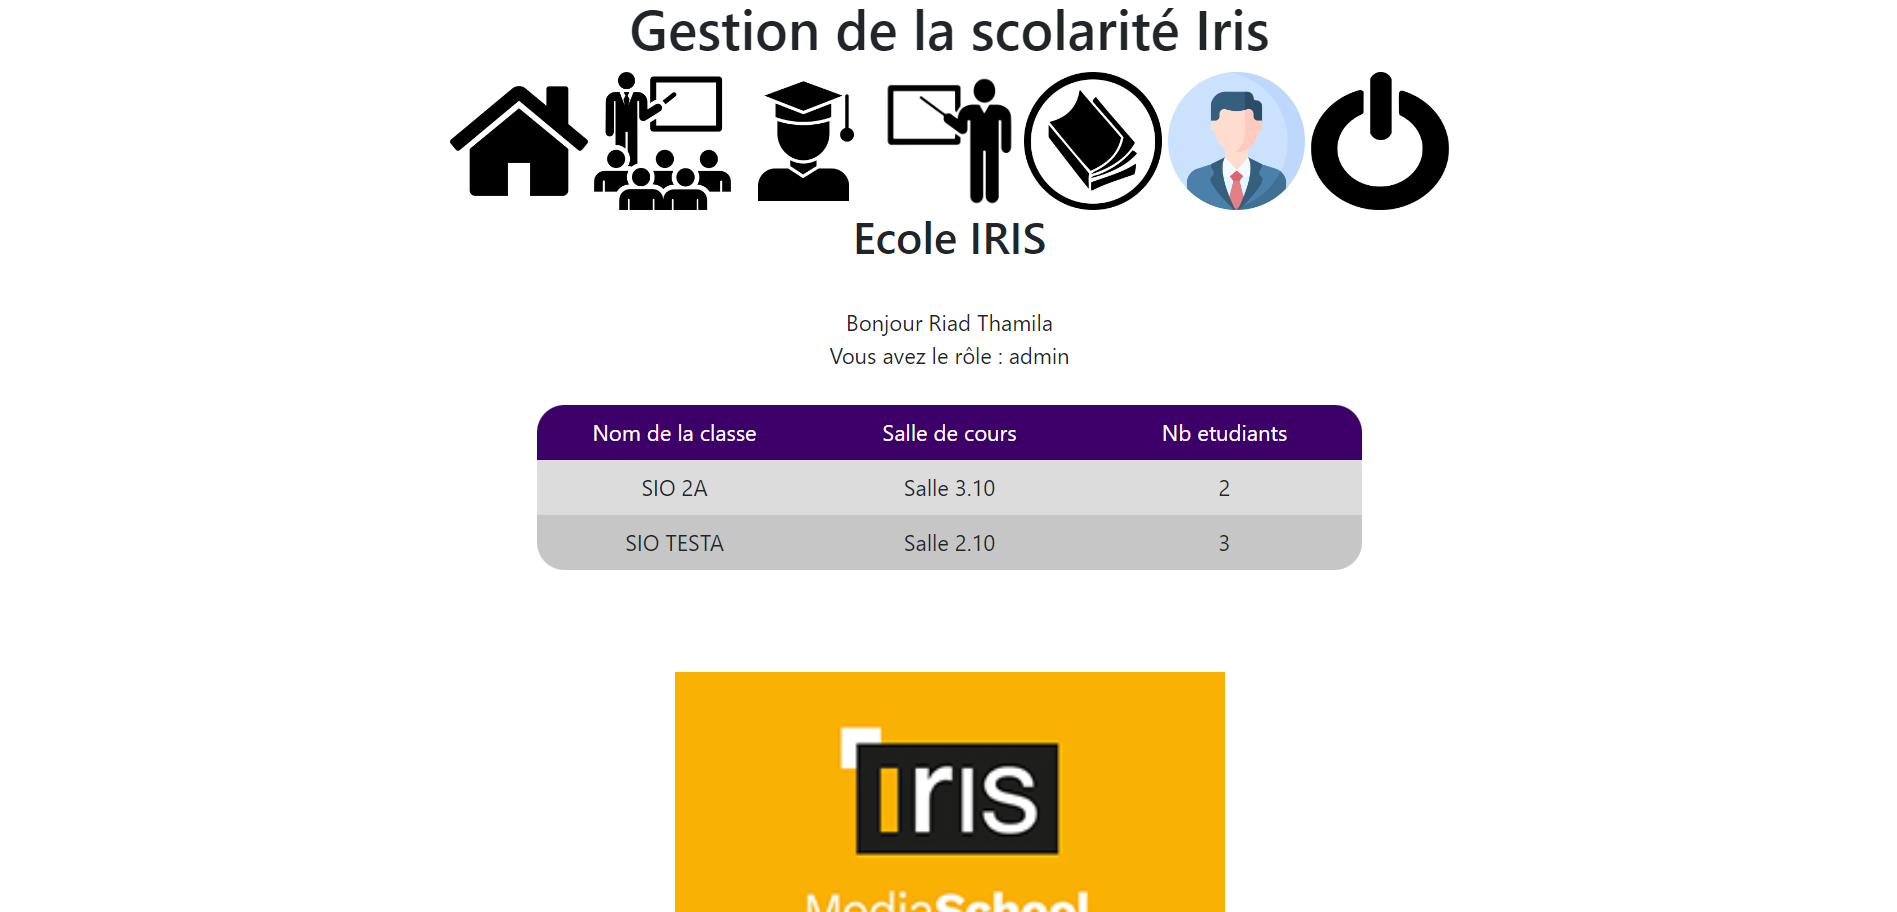 Gestion de la scolarité Iris
Ecole IRIS
Bonjour Riad Thamila
Vous avez le rôle : admin
Nom de la classe Salle de cours Nb etudiants
SIO 2A Salle 3.10 2
SIO TESTA Salle 2.10 3
IRIS
MediaSchool